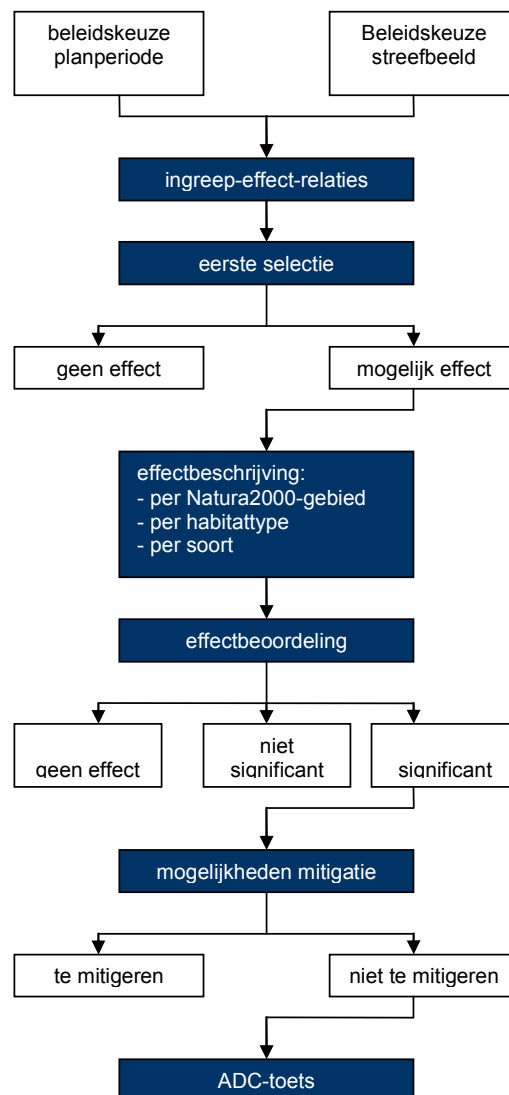 beleidskeuze
planperiode
Beleidskeuze
streefbeeld
ingreep-effect-relaties
eerste selectie
geen effect
mogelijk effect
effectbeschrijving:
- per Natura2000-gebied
- per habitattype
- per soort
effectbeoordeling
geen effect
niet
significant
significant
mogelijkheden mitigatie
te mitigeren
niet te mitigeren
ADC-toets